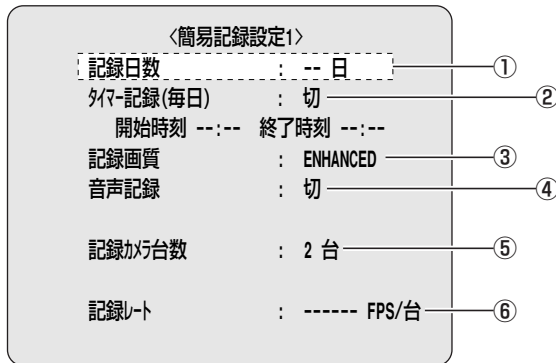 〈簡易記録設定1〉
記録日数 : -- 日 ①
ﾀｲﾏｰ記録(毎日) : 切 ②
開始時刻 --:-- 終了時刻 --:--
記録画質 : ENHANCED ③
音声記録 : 切 ④
記録ｶﾒﾗ台数 : 2 台 ⑤
記録ﾚｰﾄ : ------ FPS/台 ⑥